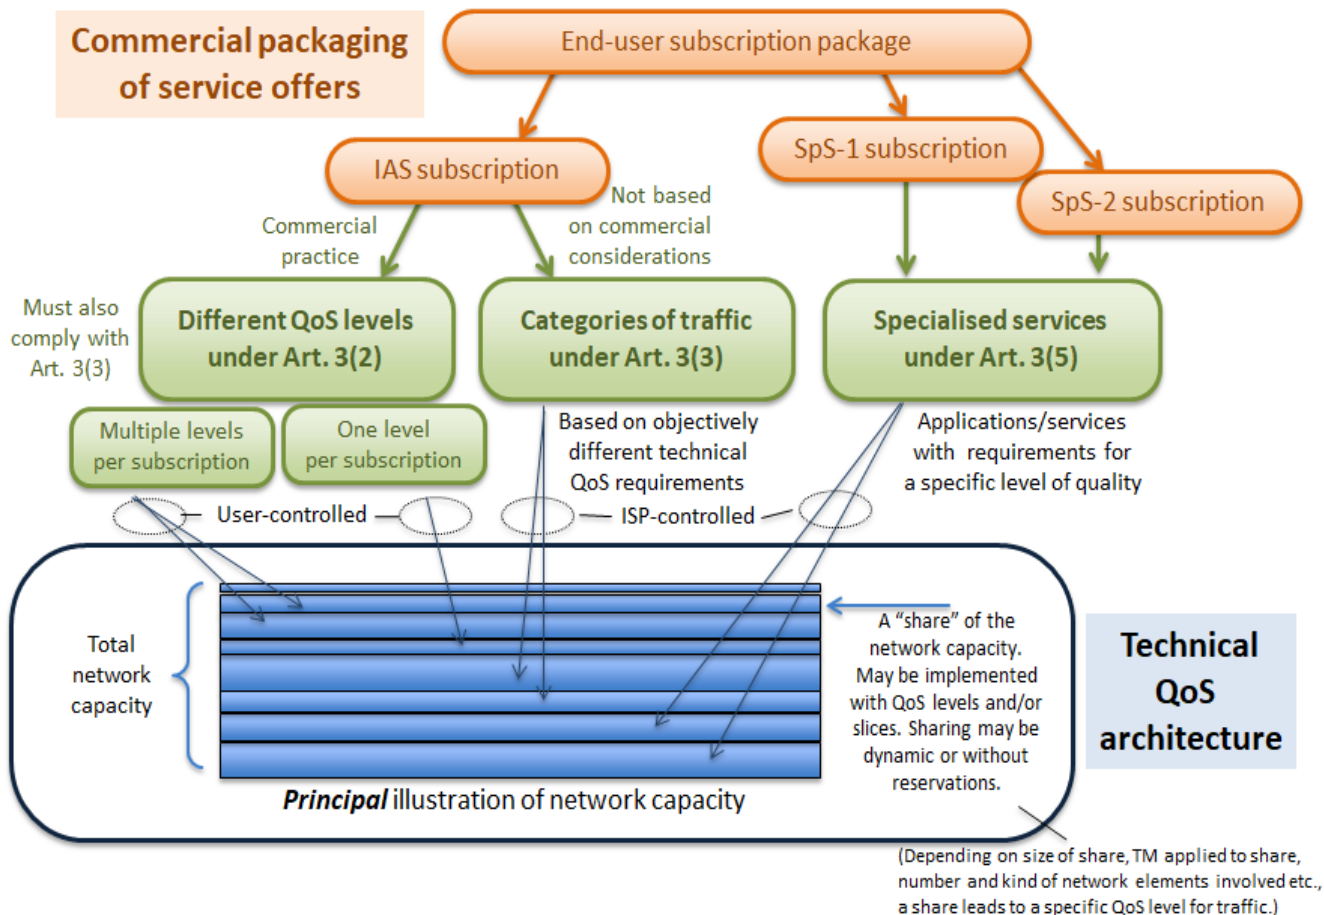 Commercial packaging
of service offers
End-user subscription package
IAS subscription
SpS-1 subscription
SpS-2 subscription
Commercial
practice
Not based
on commercial
considerations
Must also
comply with
Art. 3(3)
Different QoS levels
under Art. 3(2)
Categories of traffic
under Art. 3(3)
Specialised services
under Art. 3(5)
Multiple levels
per subscription
One level
per subscription
Based on objectively
different technical
QoS requirements
Applications/services
with requirements for
a specific level of quality
User-controlled
ISP-controlled
Total
network
capacity
A “share” of the
network capacity.
May be implemented
with QoS levels and/or
slices. Sharing may be
dynamic or without
reservations.
Technical
QoS
architecture
Principal illustration of network capacity
(Depending on size of share, TM applied to share,
number and kind of network elements involved etc.,
a share leads to a specific QoS level for traffic.)